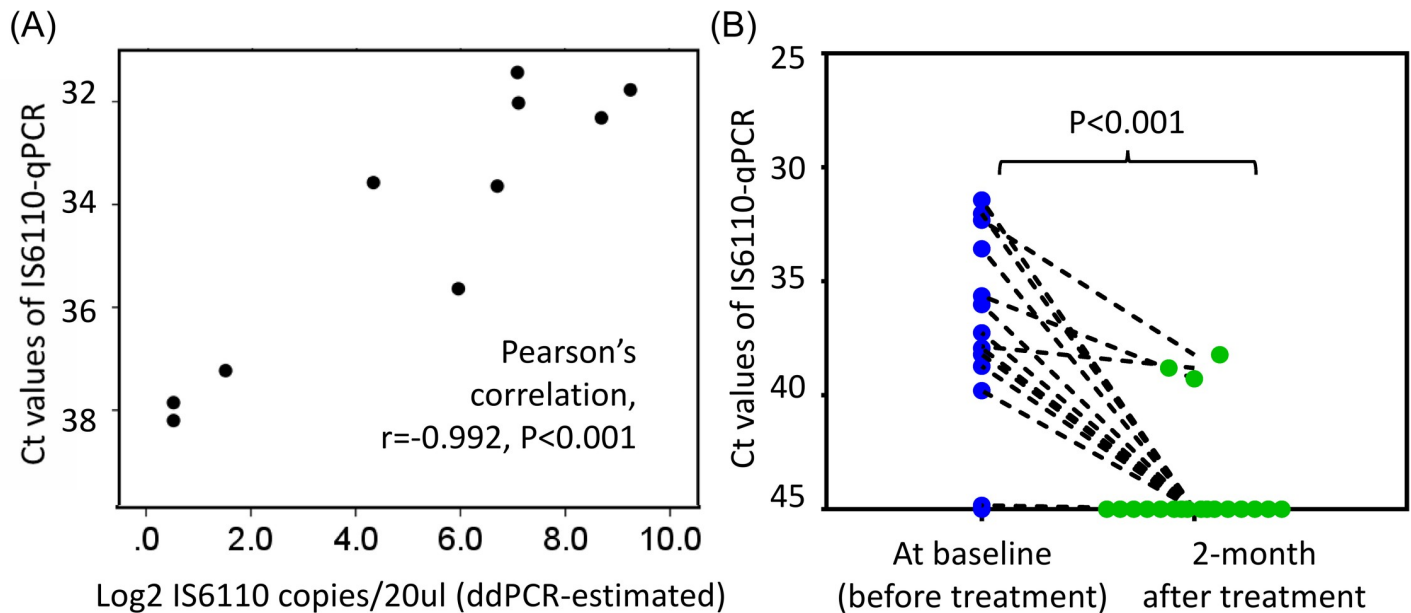 (A)
Ct values of IS6110-qPCR
32
34
36
38
Pearson’s
correlation,
r=-0.992, P<0.001
.0 2.0 4.0 6.0 8.0 10.0
Log2 IS6110 copies/20ul (ddPCR-estimated)
(B)
Ct values of IS6110-qPCR
25
30
35
40
45
P<0.001
At baseline
(before treatment)
2-month
after treatment